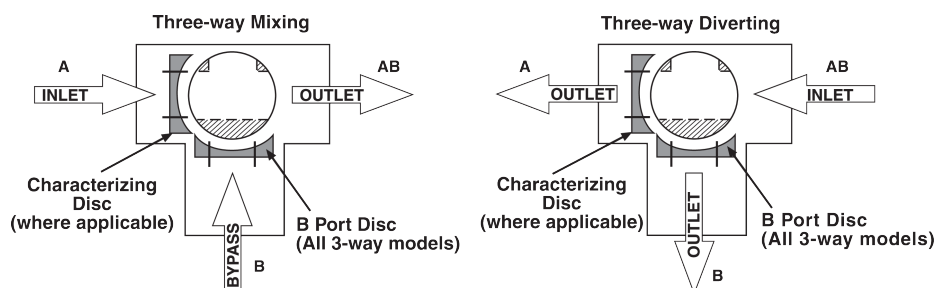 Three-way Mixing
A
INLET
AB
OUTLET
Characterizing
Disc
(where applicable)
B Port Disc
(All 3-way models)
BYPASS
B
Three-way Diverting
A
OUTLET
AB
INLET
Characterizing
Disc
(where applicable)
B Port Disc
(All 3-way models)
OUTLET
B